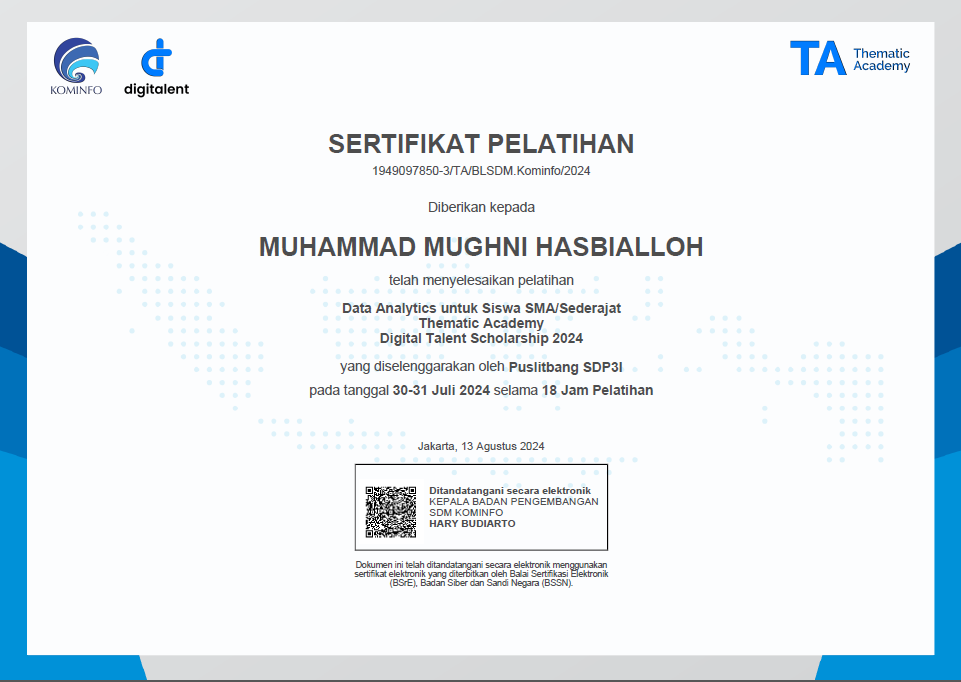 KOMINFO
digitalent
TA Thematic
Academy
SERTIFIKAT PELATIHAN
1949097850-3/TA/BLSDM.Kominfo/2024
Diberikan kepada
MUHAMMAD MUGHNI HASBIALLOH
telah menyelesaikan pelatihan
Data Analytics untuk Siswa SMA/Sederajat
Thematic Academy
Digital Talent Scholarship 2024
yang diselenggarakan oleh Puslitbang SDP3I
pada tanggal 30-31 Juli 2024 selama 18 Jam Pelatihan
Jakarta, 13 Agustus 2024
Ditandatangani secara elektronik
KEPALA BADAN PENGEMBANGAN
SDM KOMINFO
HARY BUDIARTO
Dokumen ini telah ditandatangani secara elektronik menggunakan
sertifikat elektronik yang diterbitkan oleh Balai Sertifikasi Elektronik
(BSrE), Badan Siber dan Sandi Negara (BSSN).